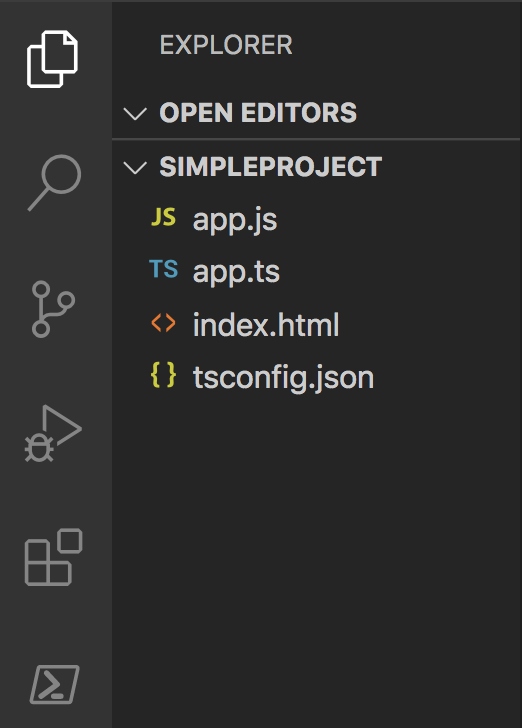 EXPLORER
OPEN EDITORS
SIMPLEPROJECT
JS app.js
TS app.ts
<> index.html
{} tsconfig.json